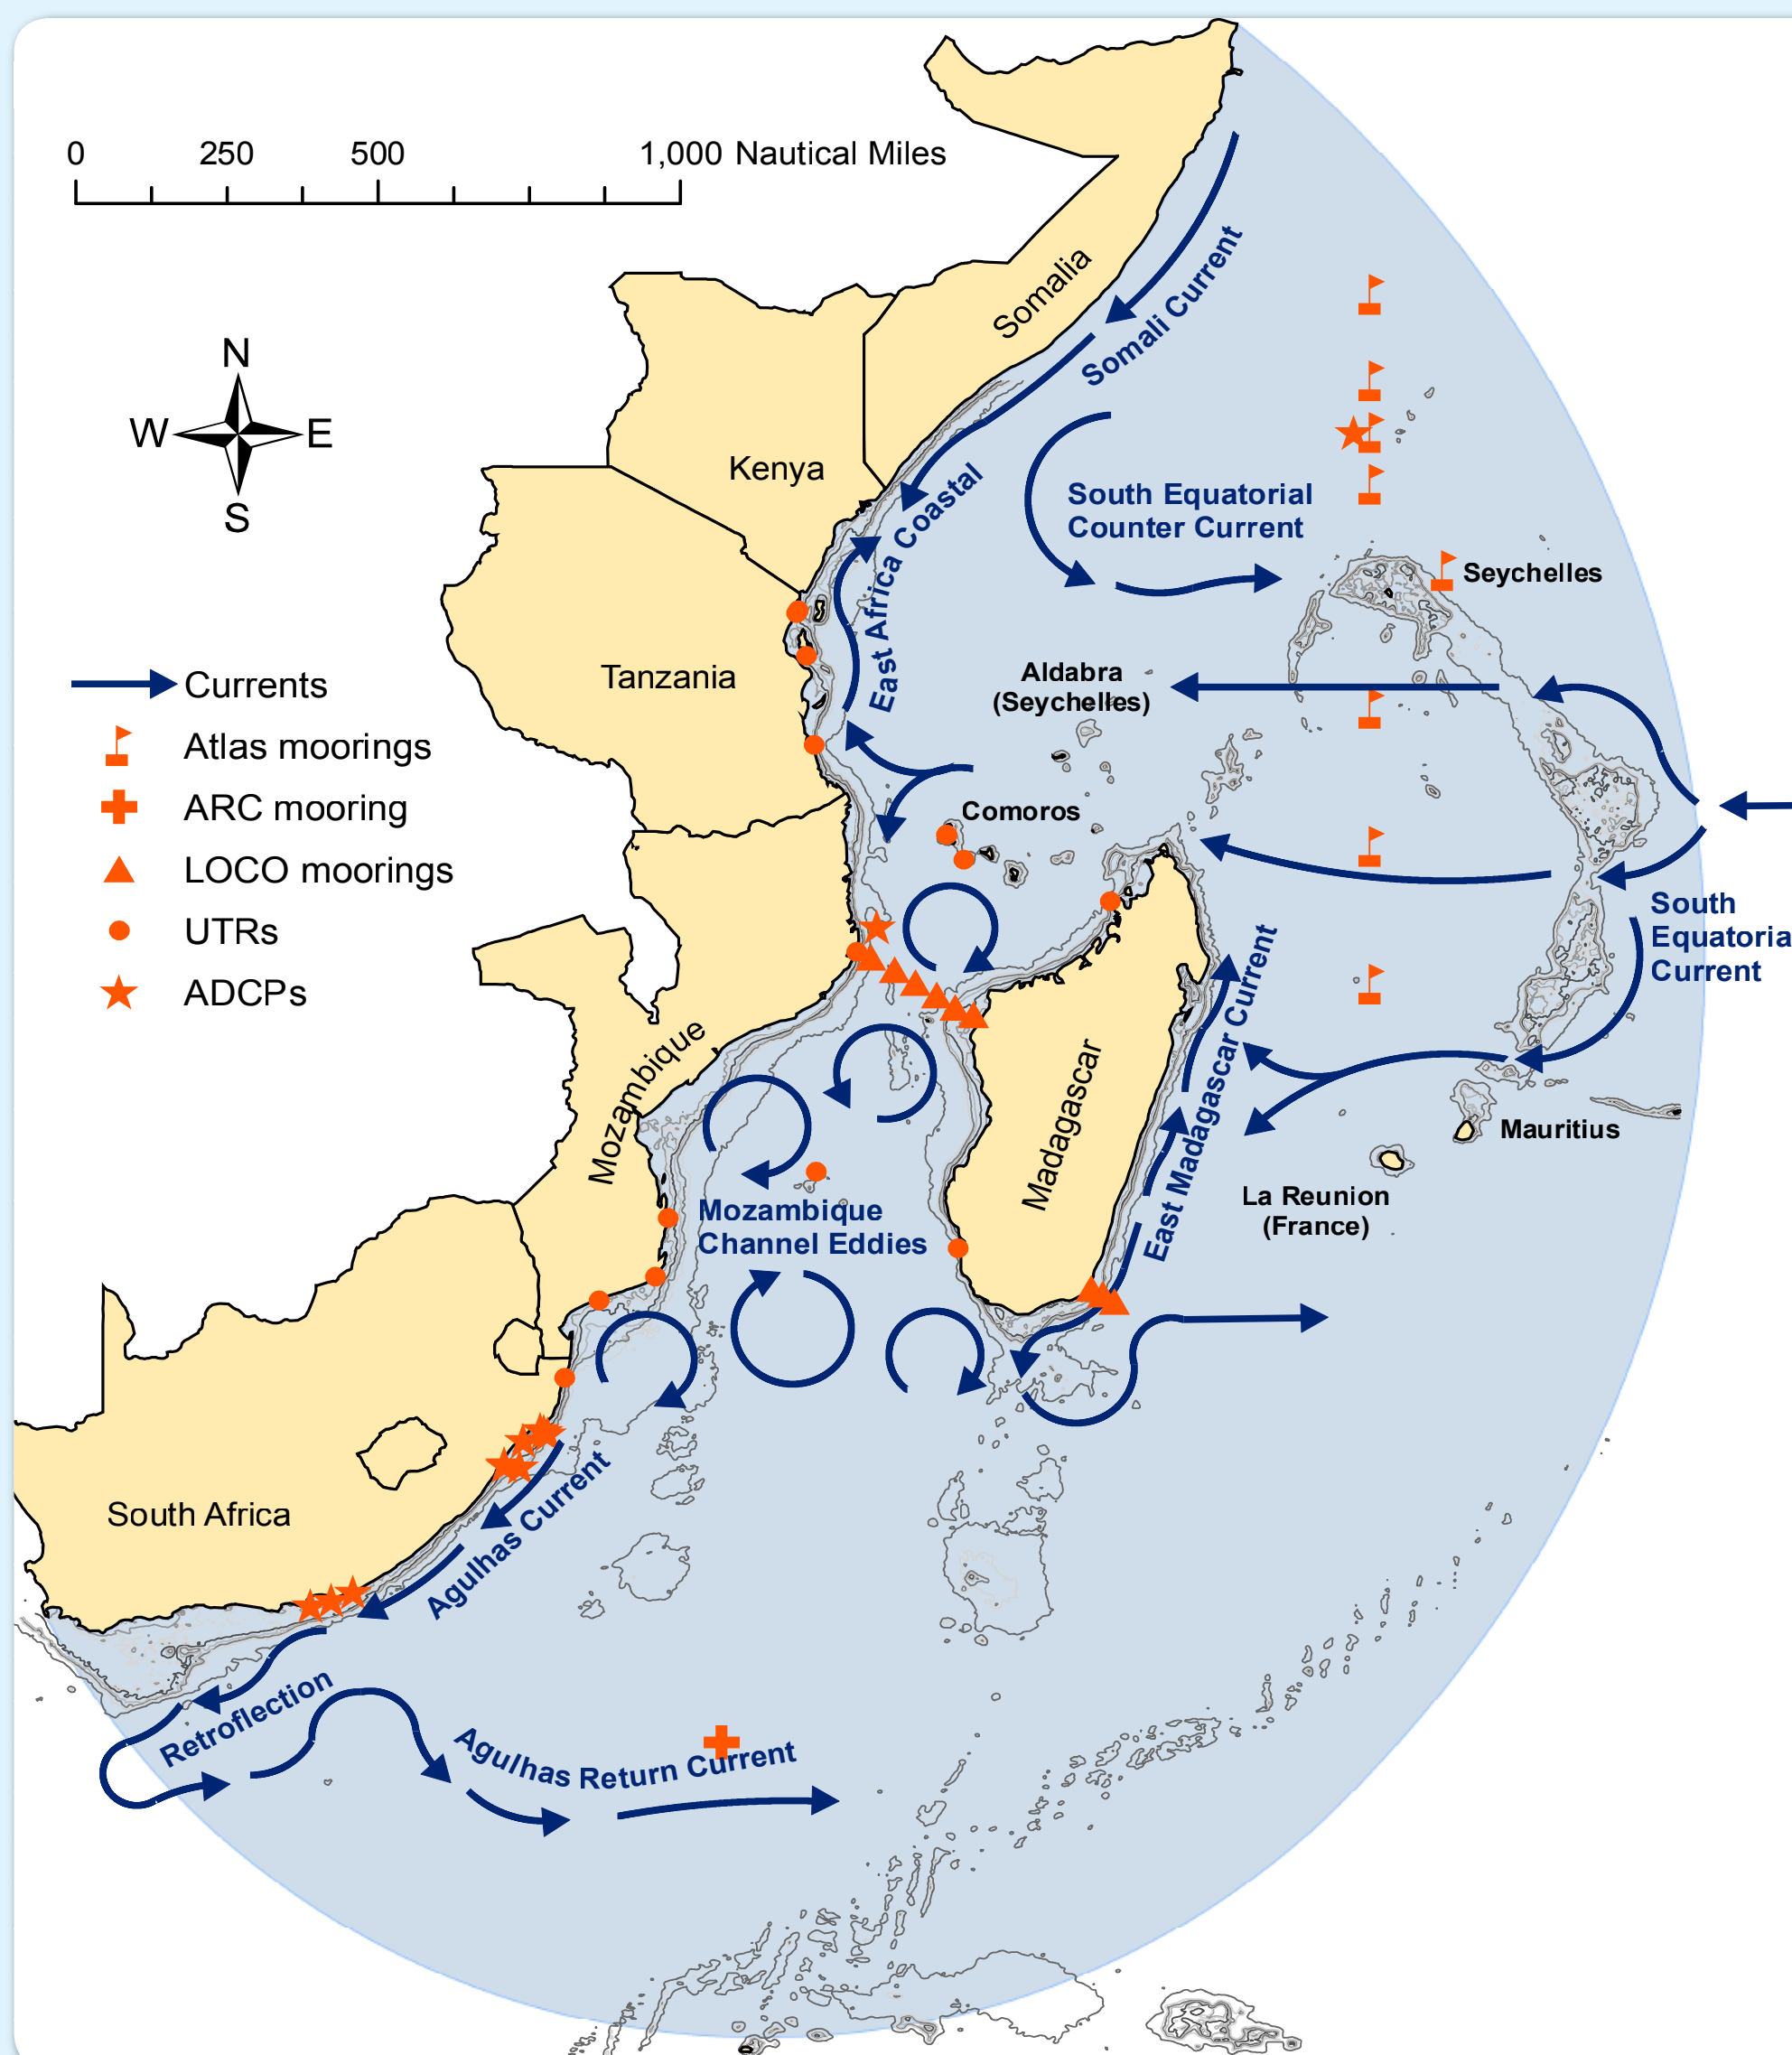 0 250 500 1,000 Nautical Miles
N
W E
S
Currents
Atlas moorings
ARC mooring
LOCO moorings
UTRs
ADCPs
Somalia
Somali Current
Kenya
East Africa Coastal
South Equatorial
Counter Current
Seychelles
Tanzania
Aldabra
(Seychelles)
Comoros
South
Equatoria
Current
Mozambique
Madagascar
East Madagascar Current
Mauritius
La Reunion
(France)
Mozambique
Channel Eddies
South Africa
Agulhas Current
Retroflection
Agulhas Return Current